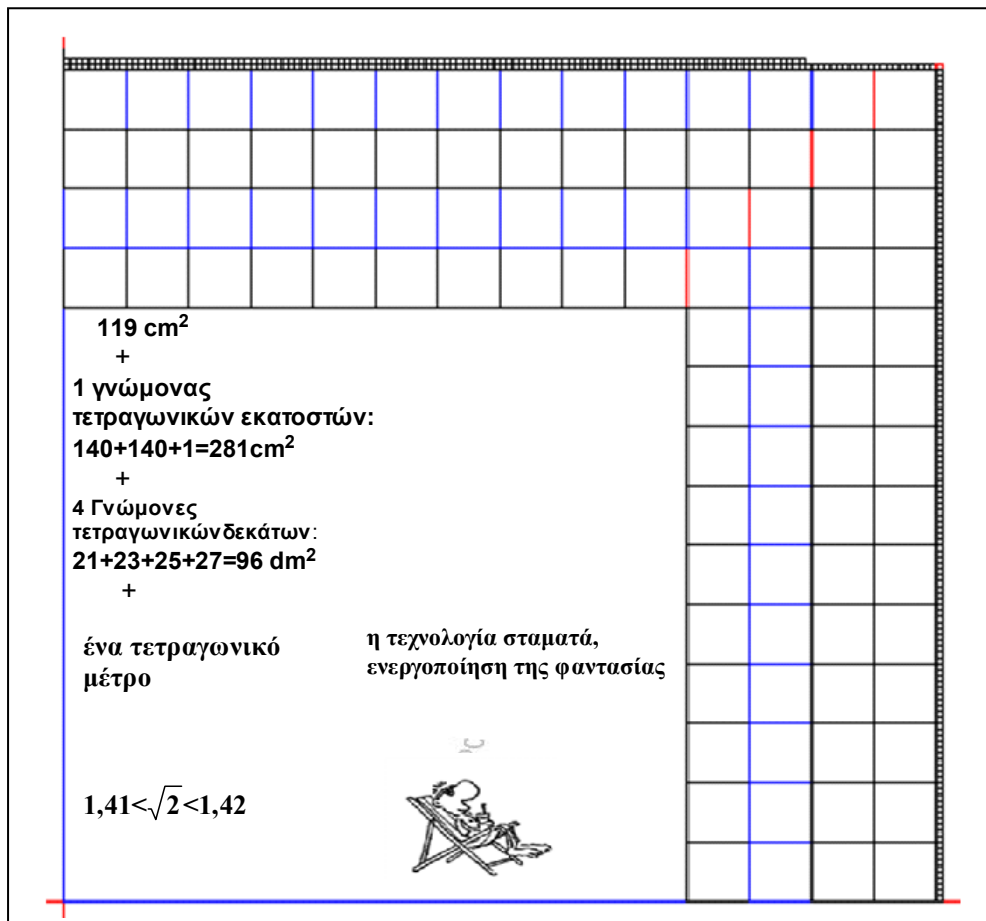 119 cm²
+
1 γνώμονας
τετραγωνικών εκατοστών:
140+140+1=281cm²
+
4 Γνώμονες
τετραγωνικώνδεκάτων:
21+23+25+27=96 dm²
+
ένα τετραγωνικό
μέτρο
η τεχνολογία σταματά,
ενεργοποίηση της φαντασίας
1,41<√2<1,42